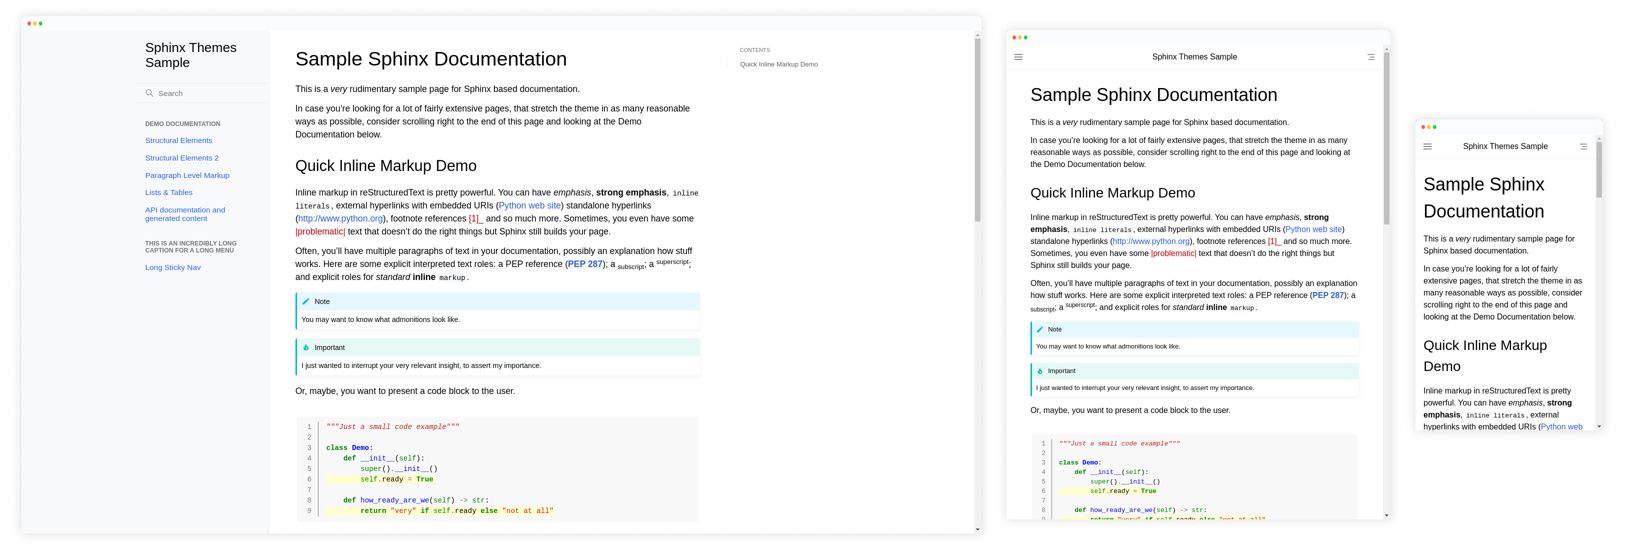 Sphinx Themes
Sample
Search
DEMO DOCUMENTATION
Structural Elements
Structural Elements 2
Paragraph Level Markup
Lists & Tables
API documentation and
generated content
THIS IS AN INCREDIBLY LONG
CAPTION FOR A LONG MENU
Long Sticky Nav
Sample Sphinx Documentation
This is a very rudimentary sample page for Sphinx based documentation.
In case you're looking for a lot of fairly extensive pages, that stretch the theme in as many reasonable
ways as possible, consider scrolling right to the end of this page and looking at the Demo
Documentation below.
Quick Inline Markup Demo
Inline markup in reStructuredText is pretty powerful. You can have emphasis, strong emphasis, inline
literals, external hyperlinks with embedded URIs (Python web site) standalone hyperlinks
(http://www.python.org), footnote references [1]_ and so much more. Sometimes, you even have some
|problematic| text that doesn't do the right things but Sphinx still builds your page.
Often, you'll have multiple paragraphs of text in your documentation, possibly an explanation how stuff
works. Here are some explicit interpreted text roles: a PEP reference (PEP 287); a subscript; a superscript;
and explicit roles for standard inline markup.
Note
You may want to know what admonitions look like.
Important
I just wanted to interrupt your very relevant insight, to assert my importance.
Or, maybe, you want to present a code block to the user.
1 """Just a small code example"""
2
3 class Demo:
4     def __init__(self):
5         super().__init__()
6         self.ready = True
7
8     def how_ready_are_we(self) -> str:
9         return "very" if self.ready else "not at all"
CONTENTS
Quick Inline Markup Demo
Sphinx Themes Sample
Sample Sphinx Documentation
This is a very rudimentary sample page for Sphinx based documentation.
In case you're looking for a lot of fairly extensive pages, that stretch the theme in as many
reasonable ways as possible, consider scrolling right to the end of this page and looking at
the Demo Documentation below.
Quick Inline Markup Demo
Inline markup in reStructuredText is pretty powerful. You can have emphasis, strong
emphasis, inline literals, external hyperlinks with embedded URIs (Python web site)
standalone hyperlinks (http://www.python.org), footnote references [1]_ and so much more.
Sometimes, you even have some |problematic| text that doesn't do the right things but
Sphinx still builds your page.
Often, you'll have multiple paragraphs of text in your documentation, possibly an explanation
how stuff works. Here are some explicit interpreted text roles: a PEP reference (PEP 287); a
subscript; a superscript; and explicit roles for standard inline markup.
Note
You may want to know what admonitions look like.
Important
I just wanted to interrupt your very relevant insight, to assert my importance.
Or, maybe, you want to present a code block to the user.
1 """Just a small code example"""
2
3 class Demo:
4     def __init__(self):
5         super().__init__()
6         self.ready = True
7
8     def how_ready_are_we(self) -> str:
9         return "very" if self.ready else "not at all"
Sphinx Themes Sample
Sample Sphinx
Documentation
This is a very rudimentary sample page for
Sphinx based documentation.
In case you're looking for a lot of fairly
extensive pages, that stretch the theme in as
many reasonable ways as possible, consider
scrolling right to the end of this page and
looking at the Demo Documentation below.
Quick Inline Markup
Demo
Inline markup in reStructuredText is pretty
powerful. You can have emphasis, strong
emphasis, inline literals, external
hyperlinks with embedded URIs (Python web